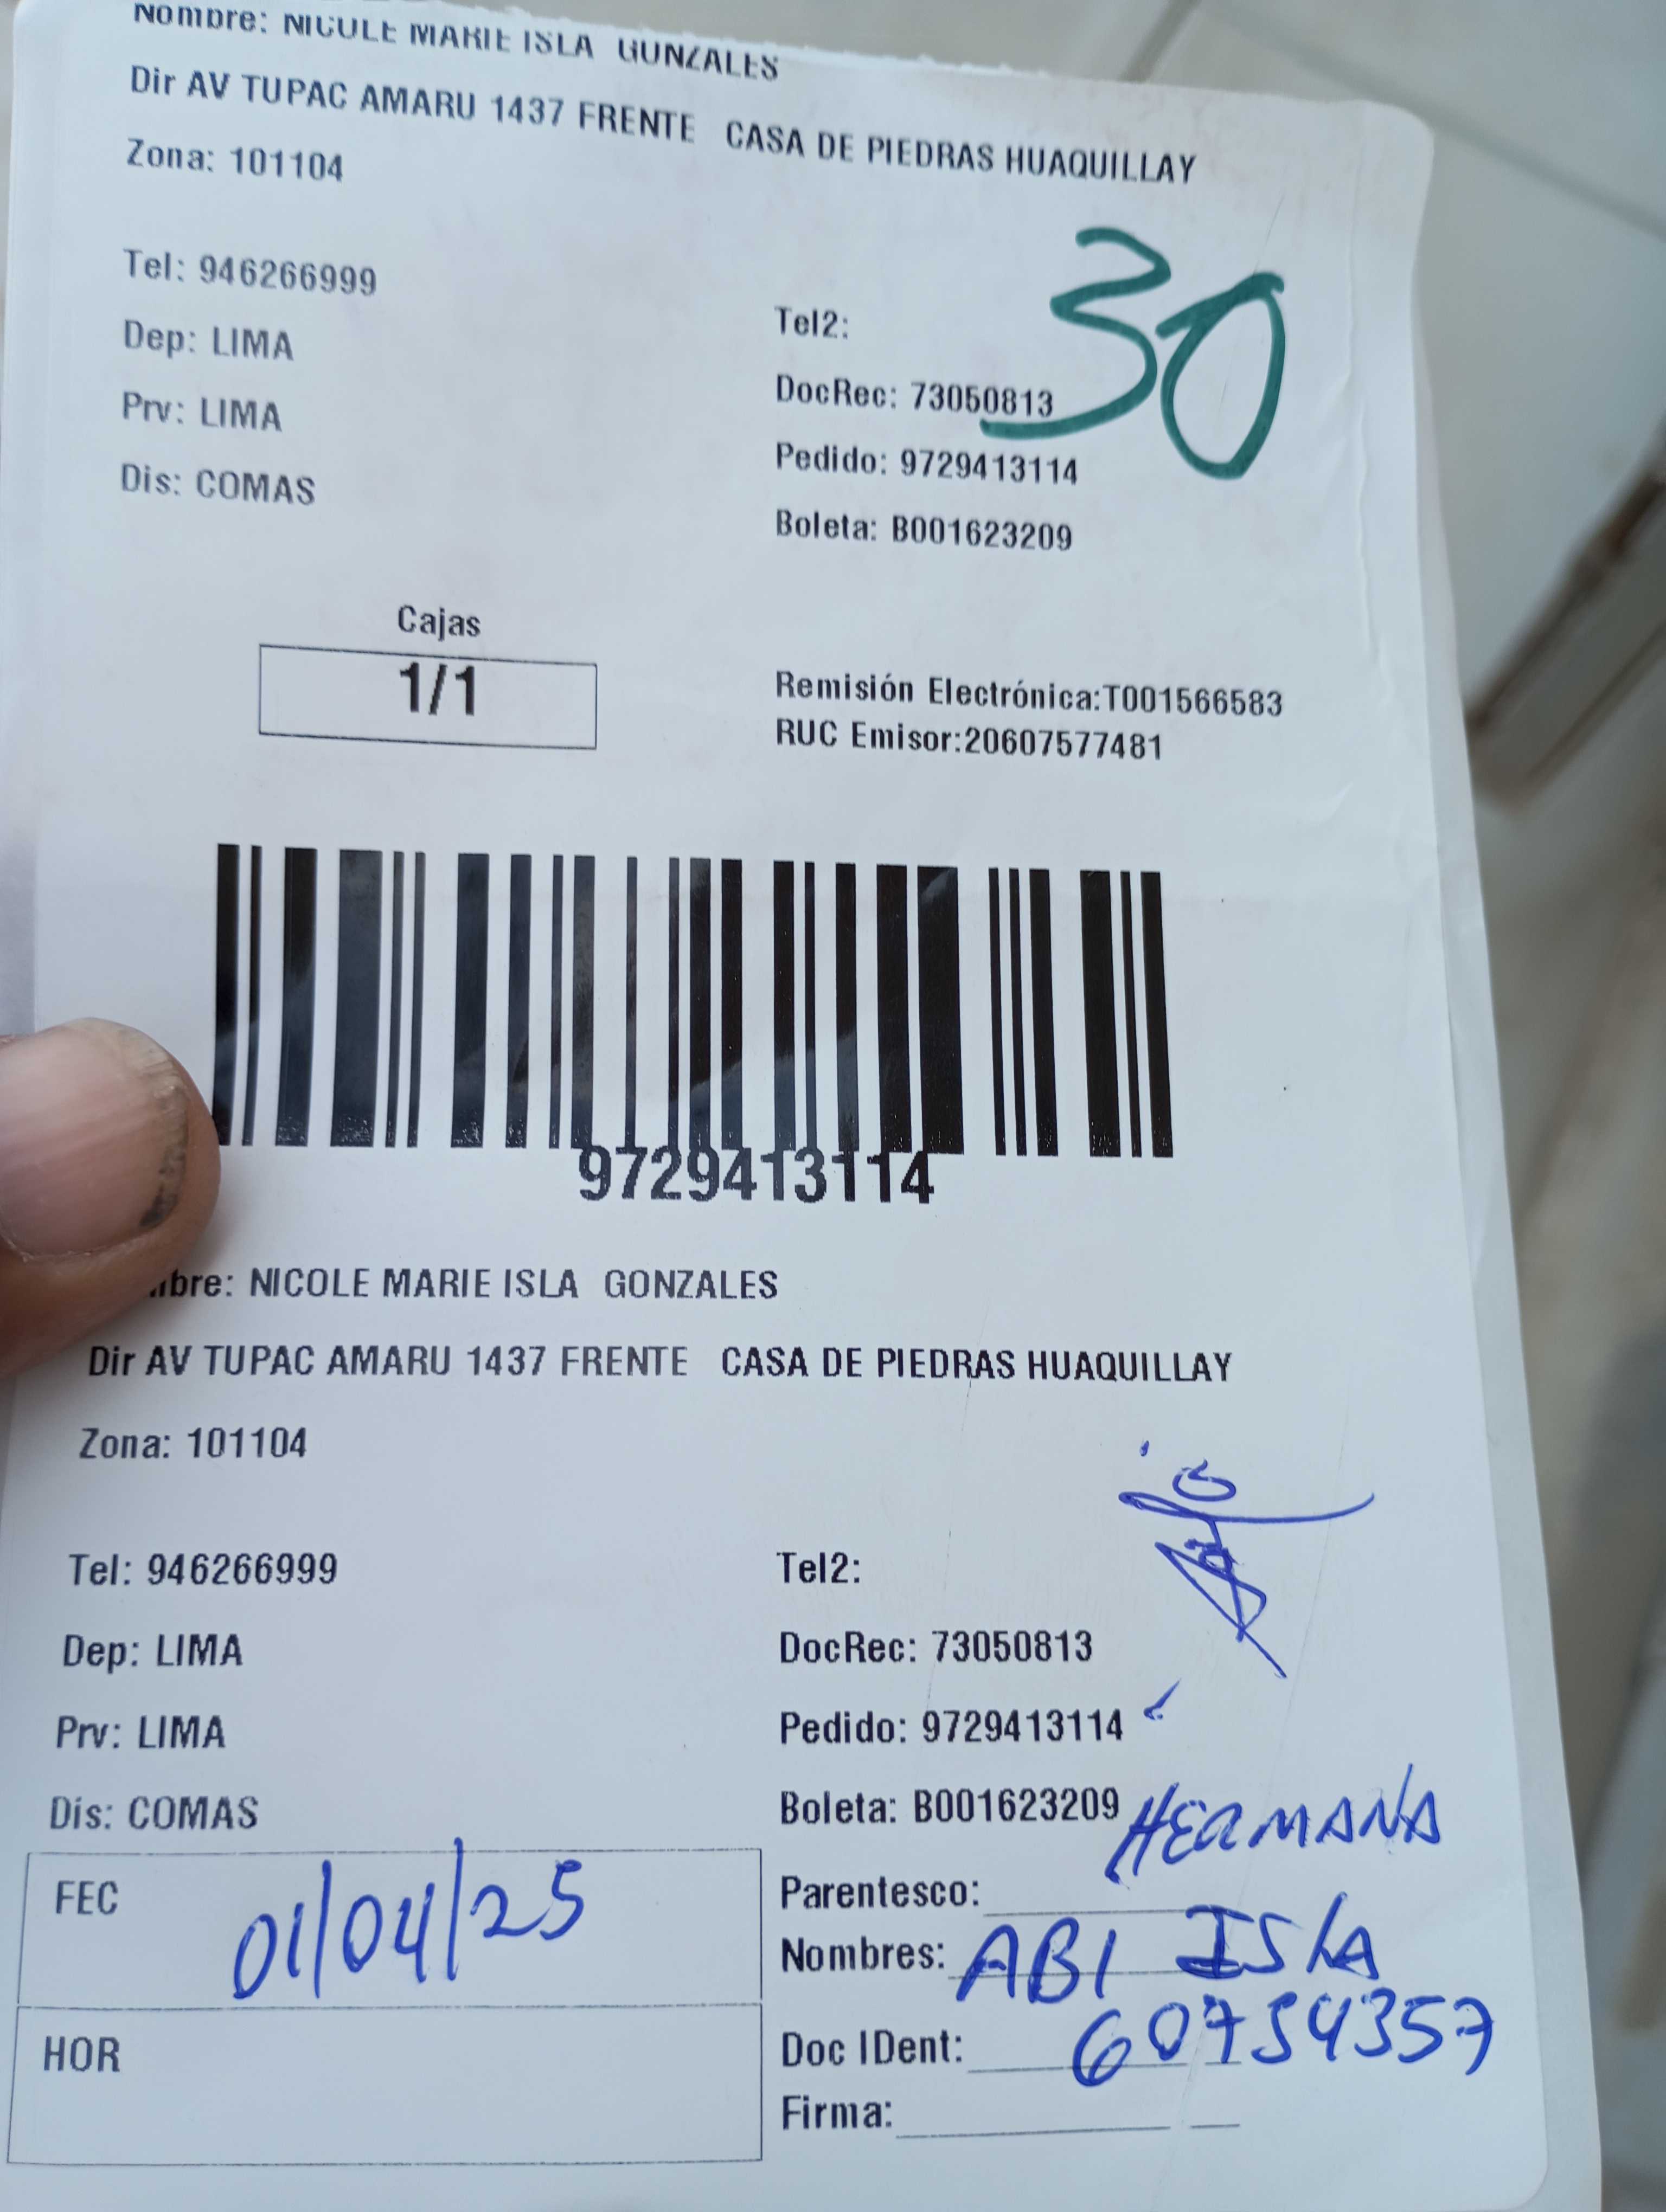 Nombre: NICOLE MARIE ISLA GONZALES
Dir AV TUPAC AMARU 1437 FRENTE CASA DE PIEDRAS HUAQUILLAY
Zona: 101104
30
Tel: 946266999
Tel2:
Dep: LIMA
DocRec: 73050813
Prv: LIMA
Pedido: 9729413114
Dis: COMAS
Boleta: B001623209
Cajas
1/1
Remisión Electrónica:T001566583
RUC Emisor:20607577481
9729413114
bre: NICOLE MARIE ISLA GONZALES
Dir AV TUPAC AMARU 1437 FRENTE CASA DE PIEDRAS HUAQUILLAY
Zona: 101104
Tel: 946266999
Tel2:
Dep: LIMA
DocRec: 73050813
Prv: LIMA
Pedido: 9729413114
Dis: COMAS
Boleta: B001623209
FEC 01/04/25
HOR
Parentesco: HERMANA
Nombres: ABI ISLA
Doc IDent: 60754357
Firma: